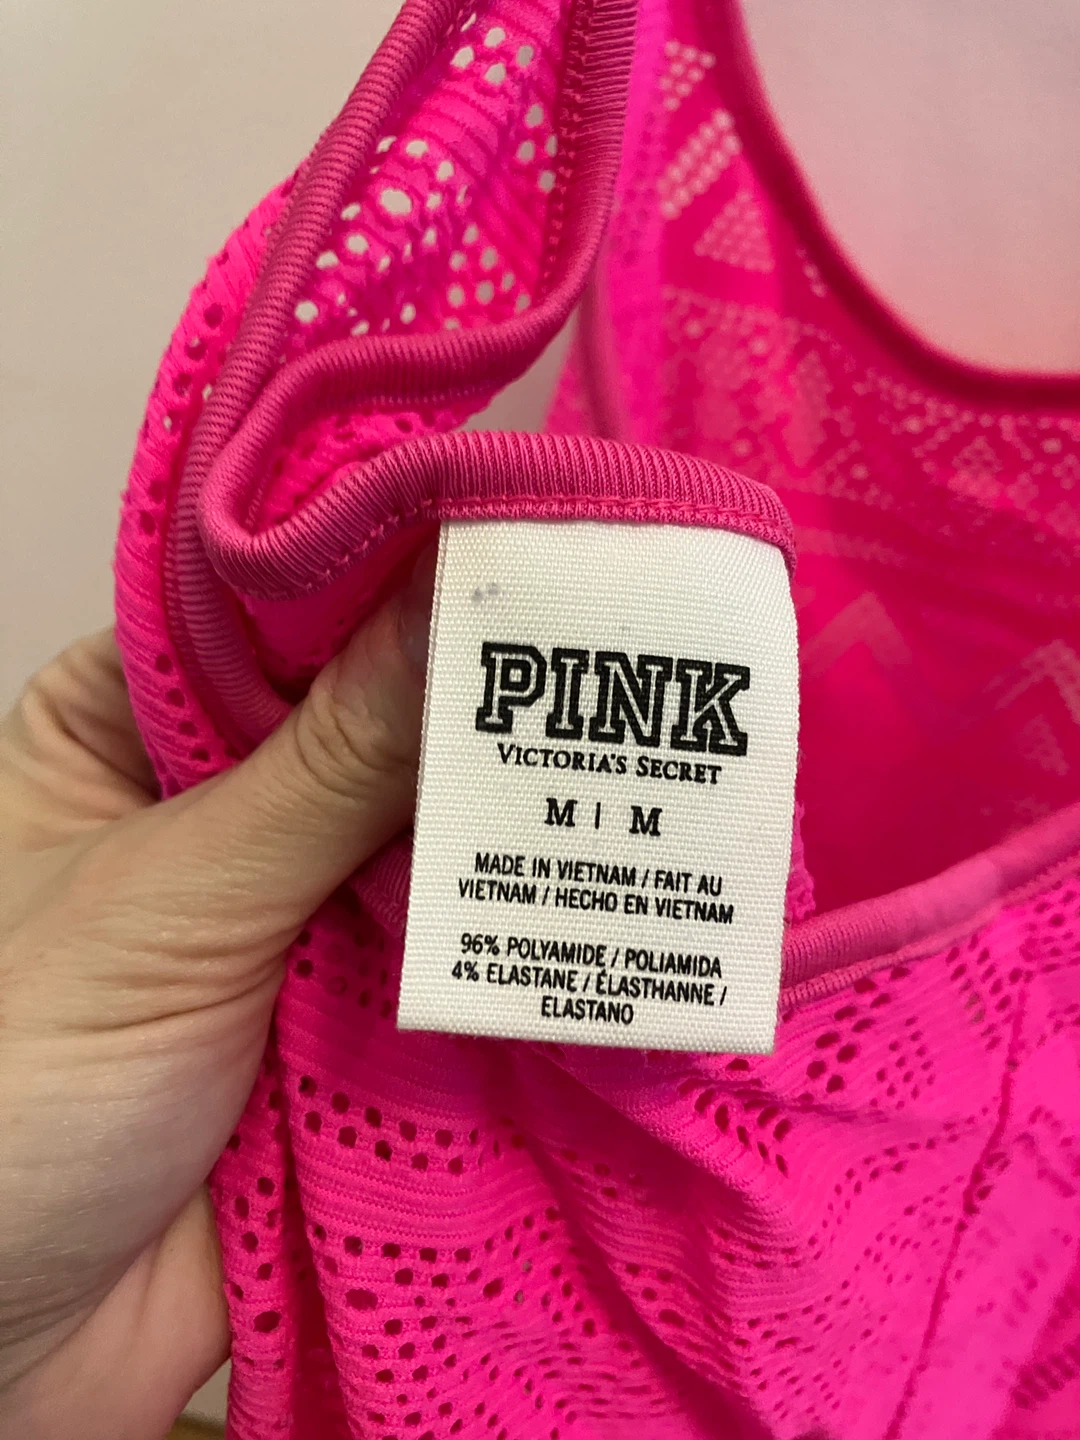 PINK
VICTORIA'S SECRET
M | M
MADE IN VIETNAM / FAIT AU
VIETNAM / HECHO EN VIETNAM
96% POLYAMIDE / POLIAMIDA
4% ELASTANE / ÉLASTHANNE /
ELASTANO